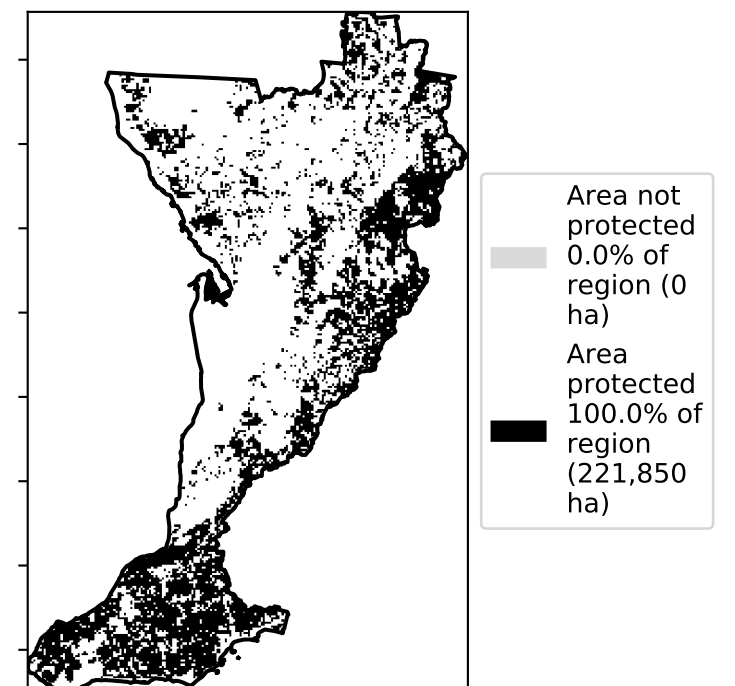 Area not
protected
0.0% of
region (0
ha)
Area
protected
100.0% of
region
(221,850
ha)